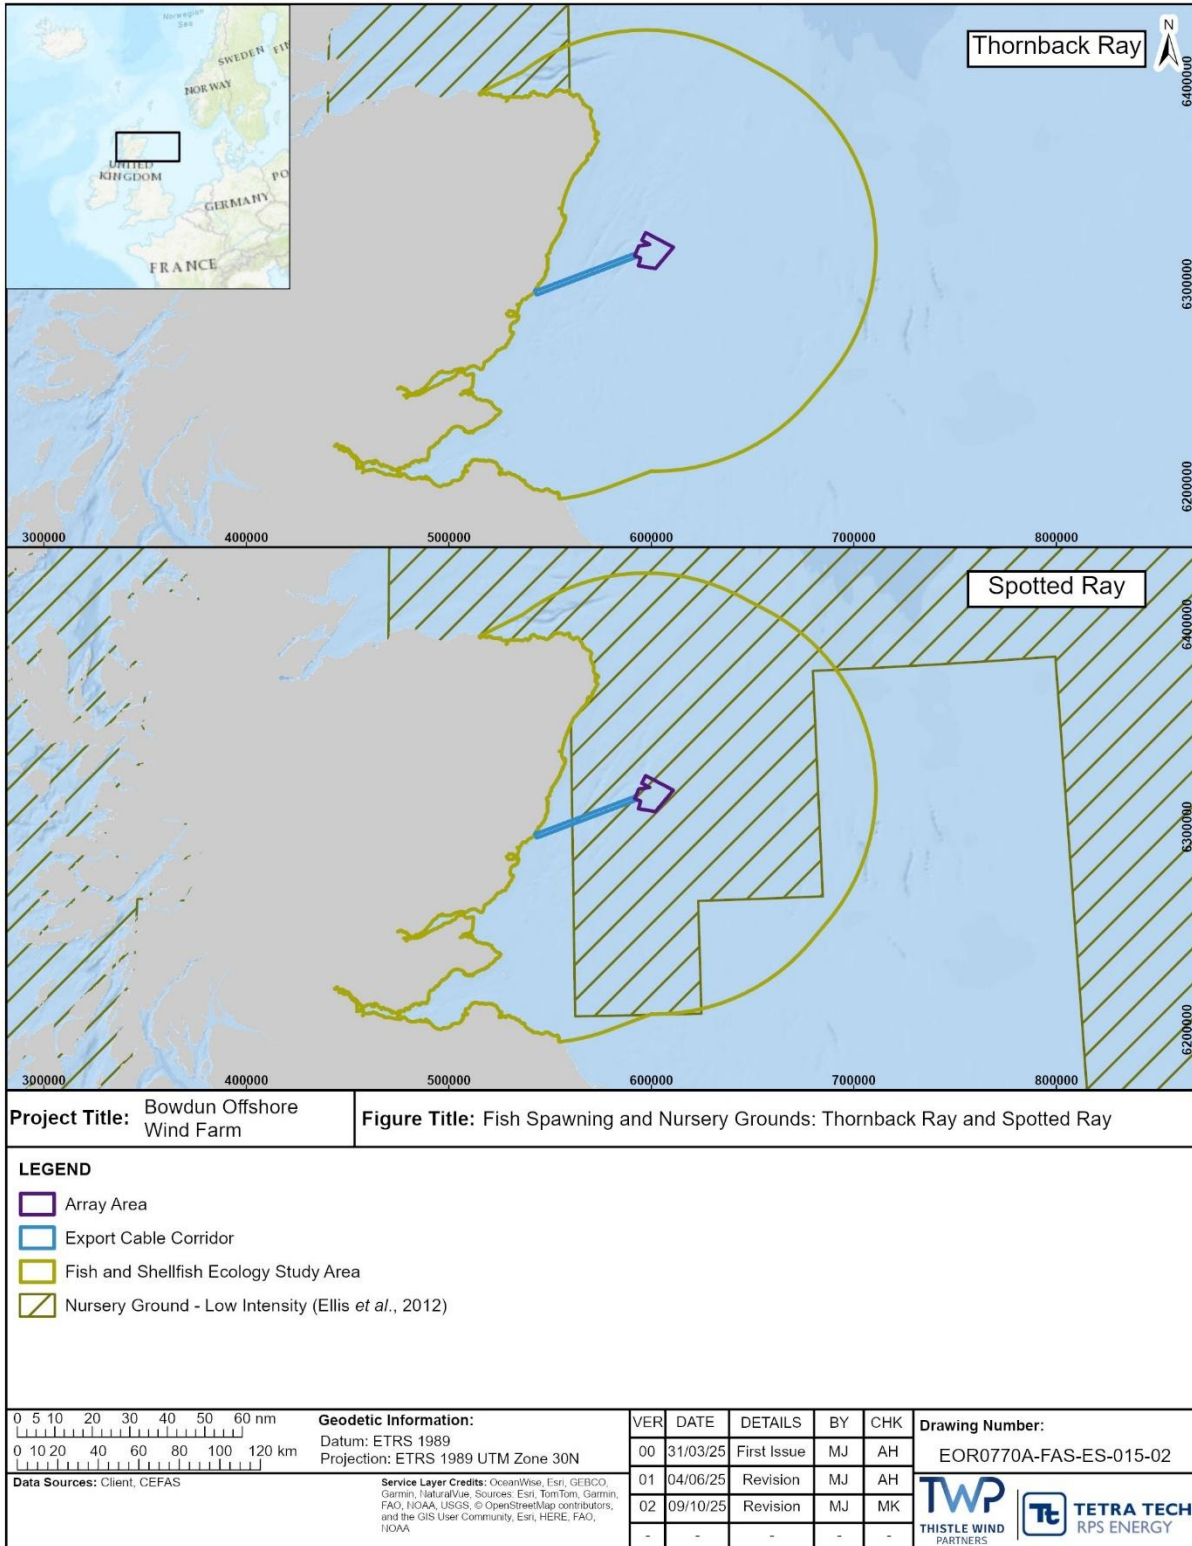 Norwegian
Sea
SWEDEN
FIN
NORWAY
UNITED
KINGDOM
PO
GERMANY
FRANCE
Thornback Ray
N
6400000
6300000
6200000
300000 400000 500000 600000 700000 800000
Spotted Ray
6400000
6300000
6200000
300000 400000 500000 600000 700000 800000
Project Title: Bowdun Offshore
Wind Farm
Figure Title: Fish Spawning and Nursery Grounds: Thornback Ray and Spotted Ray
LEGEND
Array Area
Export Cable Corridor
Fish and Shellfish Ecology Study Area
Nursery Ground - Low Intensity (Ellis et al., 2012)
0 5 10 20 30 40 50 60 nm
0 10 20 40 60 80 100 120 km
Geodetic Information:
Datum: ETRS 1989
Projection: ETRS 1989 UTM Zone 30N
Data Sources: Client, CEFAS
Service Layer Credits: OceanWise, Esri, GEBCO,
Garmin, NaturalVue, Sources: Esri, TomTom, Garmin,
FAO, NOAA, USGS, © OpenStreetMap contributors,
and the GIS User Community, Esri, HERE, FAO,
NOAA
VER DATE DETAILS BY CHK
00 31/03/25 First Issue MJ AH
01 04/06/25 Revision MJ AH
02 09/10/25 Revision MJ MK
- - - - -
Drawing Number:
EOR0770A-FAS-ES-015-02
TWP
THISTLE WIND
PARTNERS
Tt
TETRA TECH
RPS ENERGY